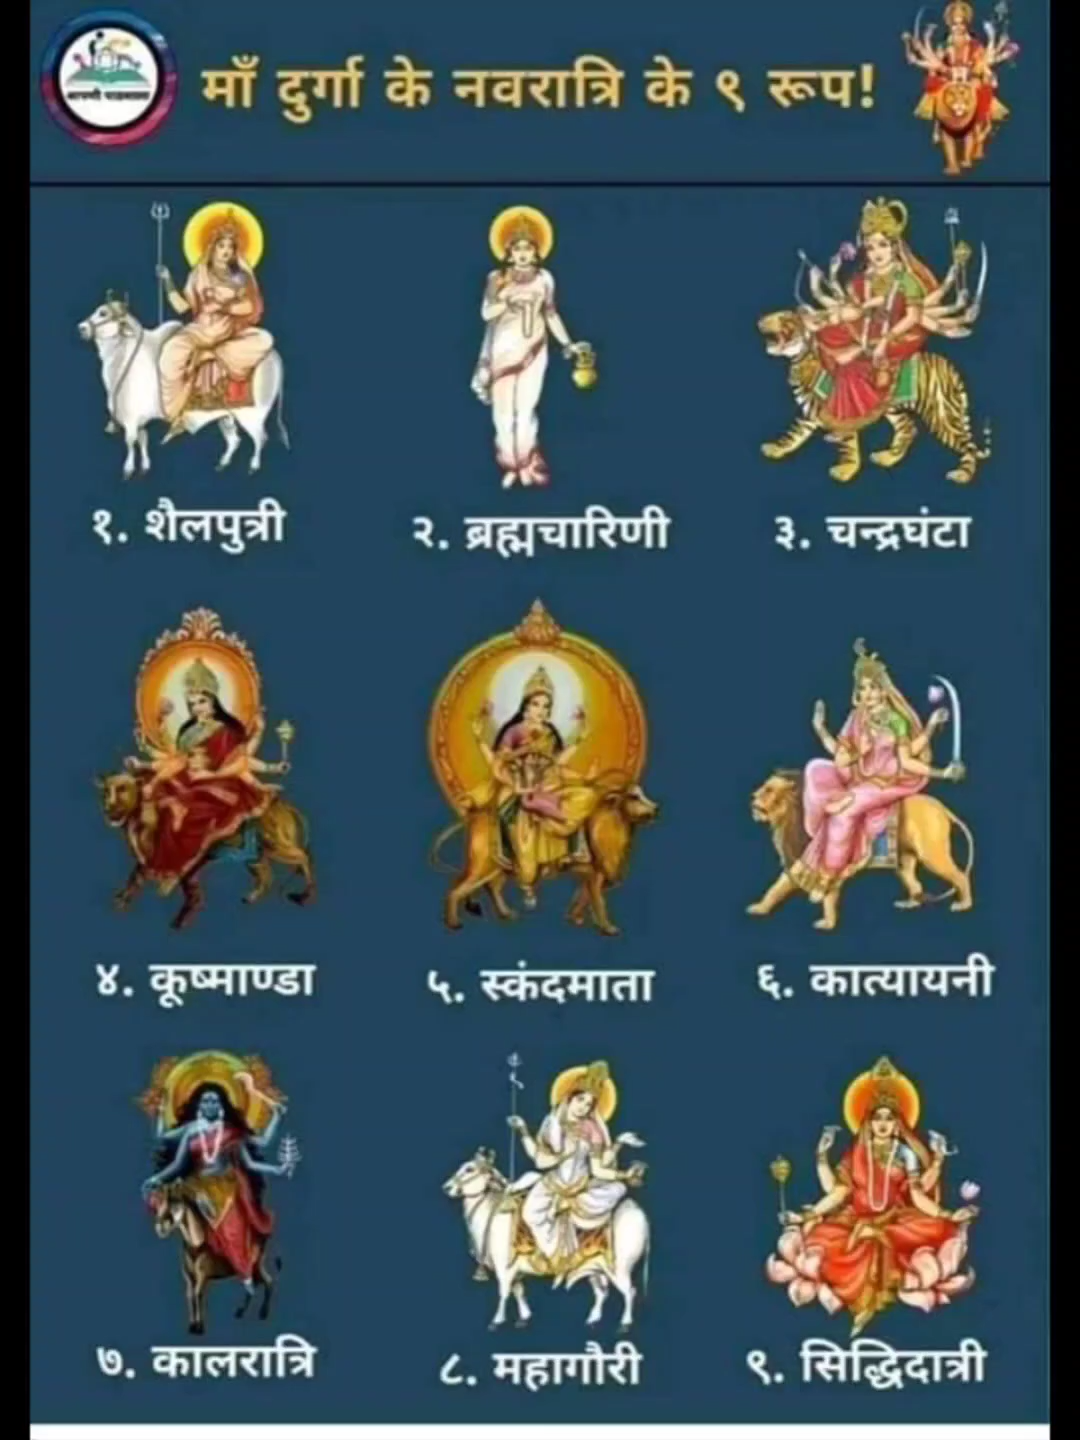 माँ दुर्गा के नवरात्रि के ९ रूप!
१. शैलपुत्री
२. ब्रह्मचारिणी
३. चन्द्रघंटा
४. कूष्माण्डा
५. स्कंदमाता
६. कात्यायनी
७. कालरात्रि
८. महागौरी
९. सिद्धिदात्री